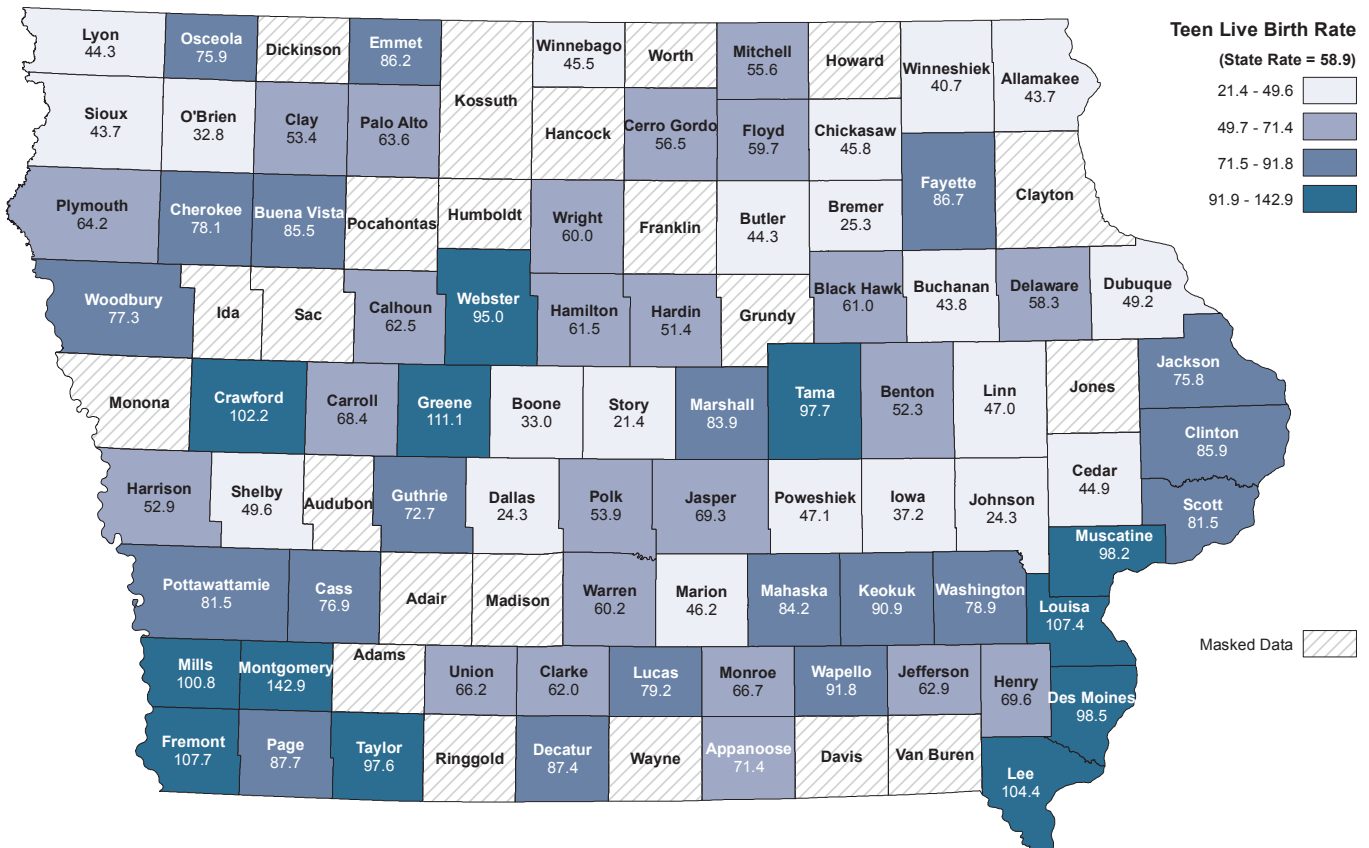 Teen Live Birth Rate
(State Rate = 58.9)
21.4 - 49.6
49.7 - 71.4
71.5 - 91.8
91.9 - 142.9
Masked Data
Lyon
44.3
Osceola
75.9
Dickinson
Emmet
86.2
Kossuth
Winnebago
45.5
Worth
Mitchell
55.6
Howard
Winneshiek
40.7
Allamakee
43.7
Sioux
43.7
O'Brien
32.8
Clay
53.4
Palo Alto
63.6
Hancock
Cerro Gordo
56.5
Floyd
59.7
Chickasaw
45.8
Plymouth
64.2
Cherokee
78.1
Buena Vista
85.5
Pocahontas
Humboldt
Wright
60.0
Franklin
Butler
44.3
Bremer
25.3
Fayette
86.7
Clayton
Woodbury
77.3
Ida
Sac
Calhoun
62.5
Webster
95.0
Hamilton
61.5
Hardin
51.4
Grundy
Black Hawk
61.0
Buchanan
43.8
Delaware
58.3
Dubuque
49.2
Monona
Crawford
102.2
Carroll
68.4
Greene
111.1
Boone
33.0
Story
21.4
Marshall
83.9
Tama
97.7
Benton
52.3
Linn
47.0
Jones
Jackson
75.8
Clinton
85.9
Harrison
52.9
Shelby
49.6
Audubon
Guthrie
72.7
Dallas
24.3
Polk
53.9
Jasper
69.3
Poweshiek
47.1
Iowa
37.2
Johnson
24.3
Cedar
44.9
Scott
81.5
Muscatine
98.2
Pottawattamie
81.5
Cass
76.9
Adair
Madison
Warren
60.2
Marion
46.2
Mahaska
84.2
Keokuk
90.9
Washington
78.9
Louisa
107.4
Mills
100.8
Montgomery
142.9
Adams
Union
66.2
Clarke
62.0
Lucas
79.2
Monroe
66.7
Wapello
91.8
Jefferson
62.9
Henry
69.6
Des Moines
98.5
Fremont
107.7
Page
87.7
Taylor
97.6
Ringgold
Decatur
87.4
Wayne
Appanoose
71.4
Davis
Van Buren
Lee
104.4